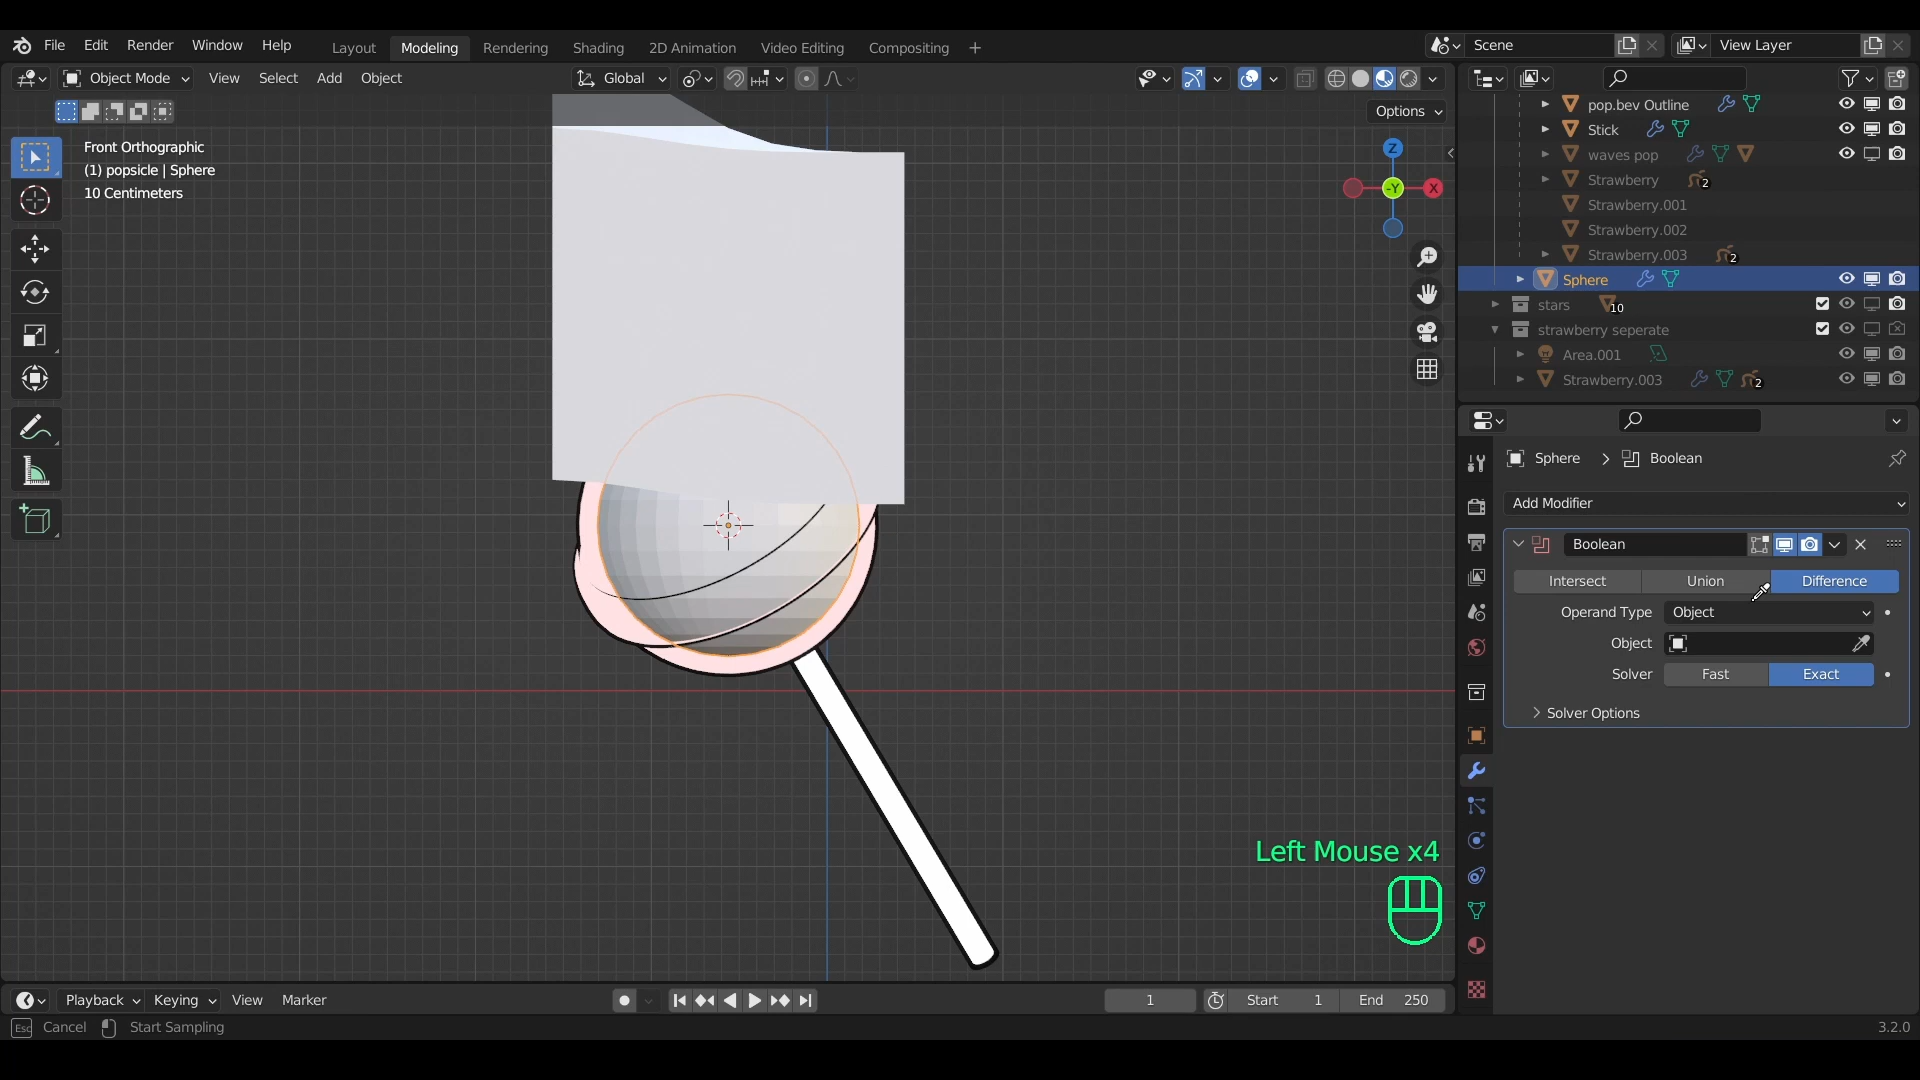 File Edit Render Window Help Layout Modeling Rendering Shading 2D Animation Video Editing Compositing + Scene View Layer
Object Mode View Select Add Object Global
Options
Front Orthographic
(1) popsicle | Sphere
10 Centimeters
Z
-Y
X
pop.bev Outline
Stick
waves pop
Strawberry 2
Strawberry.001
Strawberry.002
Strawberry.003 2
Sphere
stars 10
strawberry seperate
Area.001
Strawberry.003 2
Sphere > Boolean
Add Modifier
Boolean
Intersect Union Difference
Operand Type Object
Object
Solver Fast Exact
Solver Options
Left Mouse x4
Playback Keying View Marker 1 Start 1 End 250
Esc Cancel Start Sampling 3.2.0